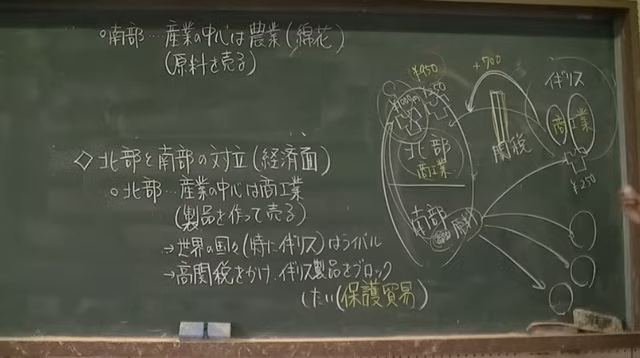 ○南部…産業の中心は農業(綿花)
(原料を売る)
◇北部と南部の対立(経済面)
○北部…産業の中心は商工業
(製品を作って売る)
→世界の国々(特にイギリス)はライバル
→高関税をかけ、イギリス製品をブロック
(したい(保護貿易)
¥950
+700
イギリス
商工業
関税
¥250
北部
商工業
南部
原料